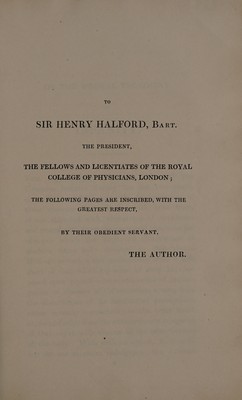 TO
SIR HENRY HALFORD, BART.
THE PRESIDENT,
THE FELLOWS AND LICENTIATES OF THE ROYAL
COLLEGE OF PHYSICIANS, LONDON;
THE FOLLOWING PAGES ARE INSCRIBED, WITH THE
GREATEST RESPECT,
BY THEIR OBEDIENT SERVANT,
THE AUTHOR.